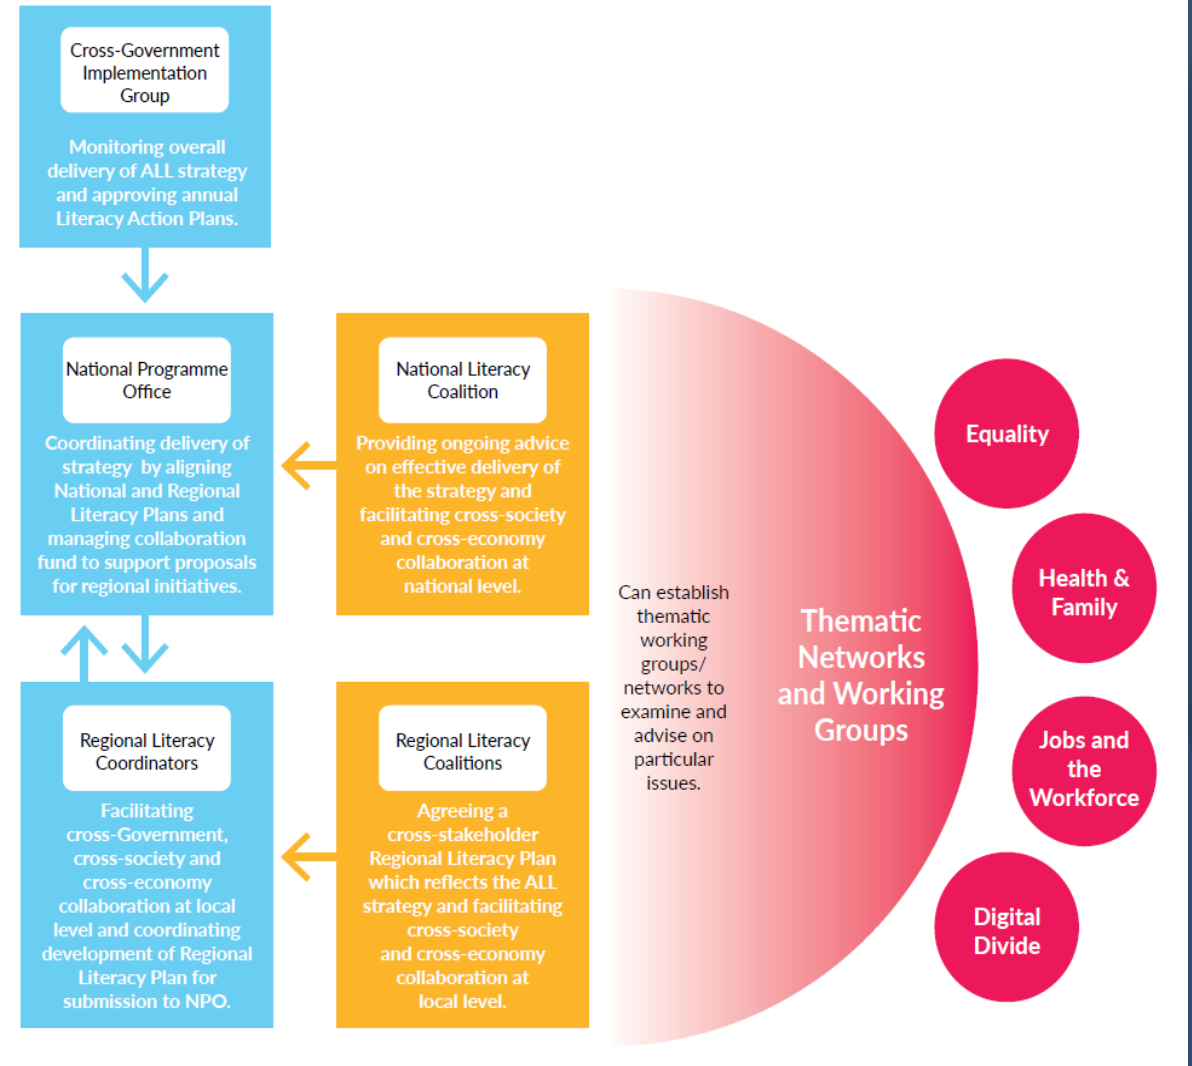 Cross-Government
Implementation
Group
Monitoring overall
delivery of ALL strategy
and approving annual
Literacy Action Plans.
National Programme
Office
Coordinating delivery of
strategy by aligning
National and Regional
Literacy Plans and
managing collaboration
fund to support proposals
for regional initiatives.
National Literacy
Coalition
Providing ongoing advice
on effective delivery of
the strategy and
facilitating cross-society
and cross-economy
collaboration at
national level.
Regional Literacy
Coordinators
Facilitating
cross-Government,
cross-society and
cross-economy
collaboration at local
level and coordinating
development of Regional
Literacy Plan for
submission to NPO.
Regional Literacy
Coalitions
Agreeing a
cross-stakeholder
Regional Literacy Plan
which reflects the ALL
strategy and facilitating
cross-society
and cross-economy
collaboration at
local level.
Can establish
thematic
working
groups/
networks to
examine and
advise on
particular
issues.
Thematic
Networks
and Working
Groups
Equality
Health &
Family
Jobs and
the
Workforce
Digital
Divide